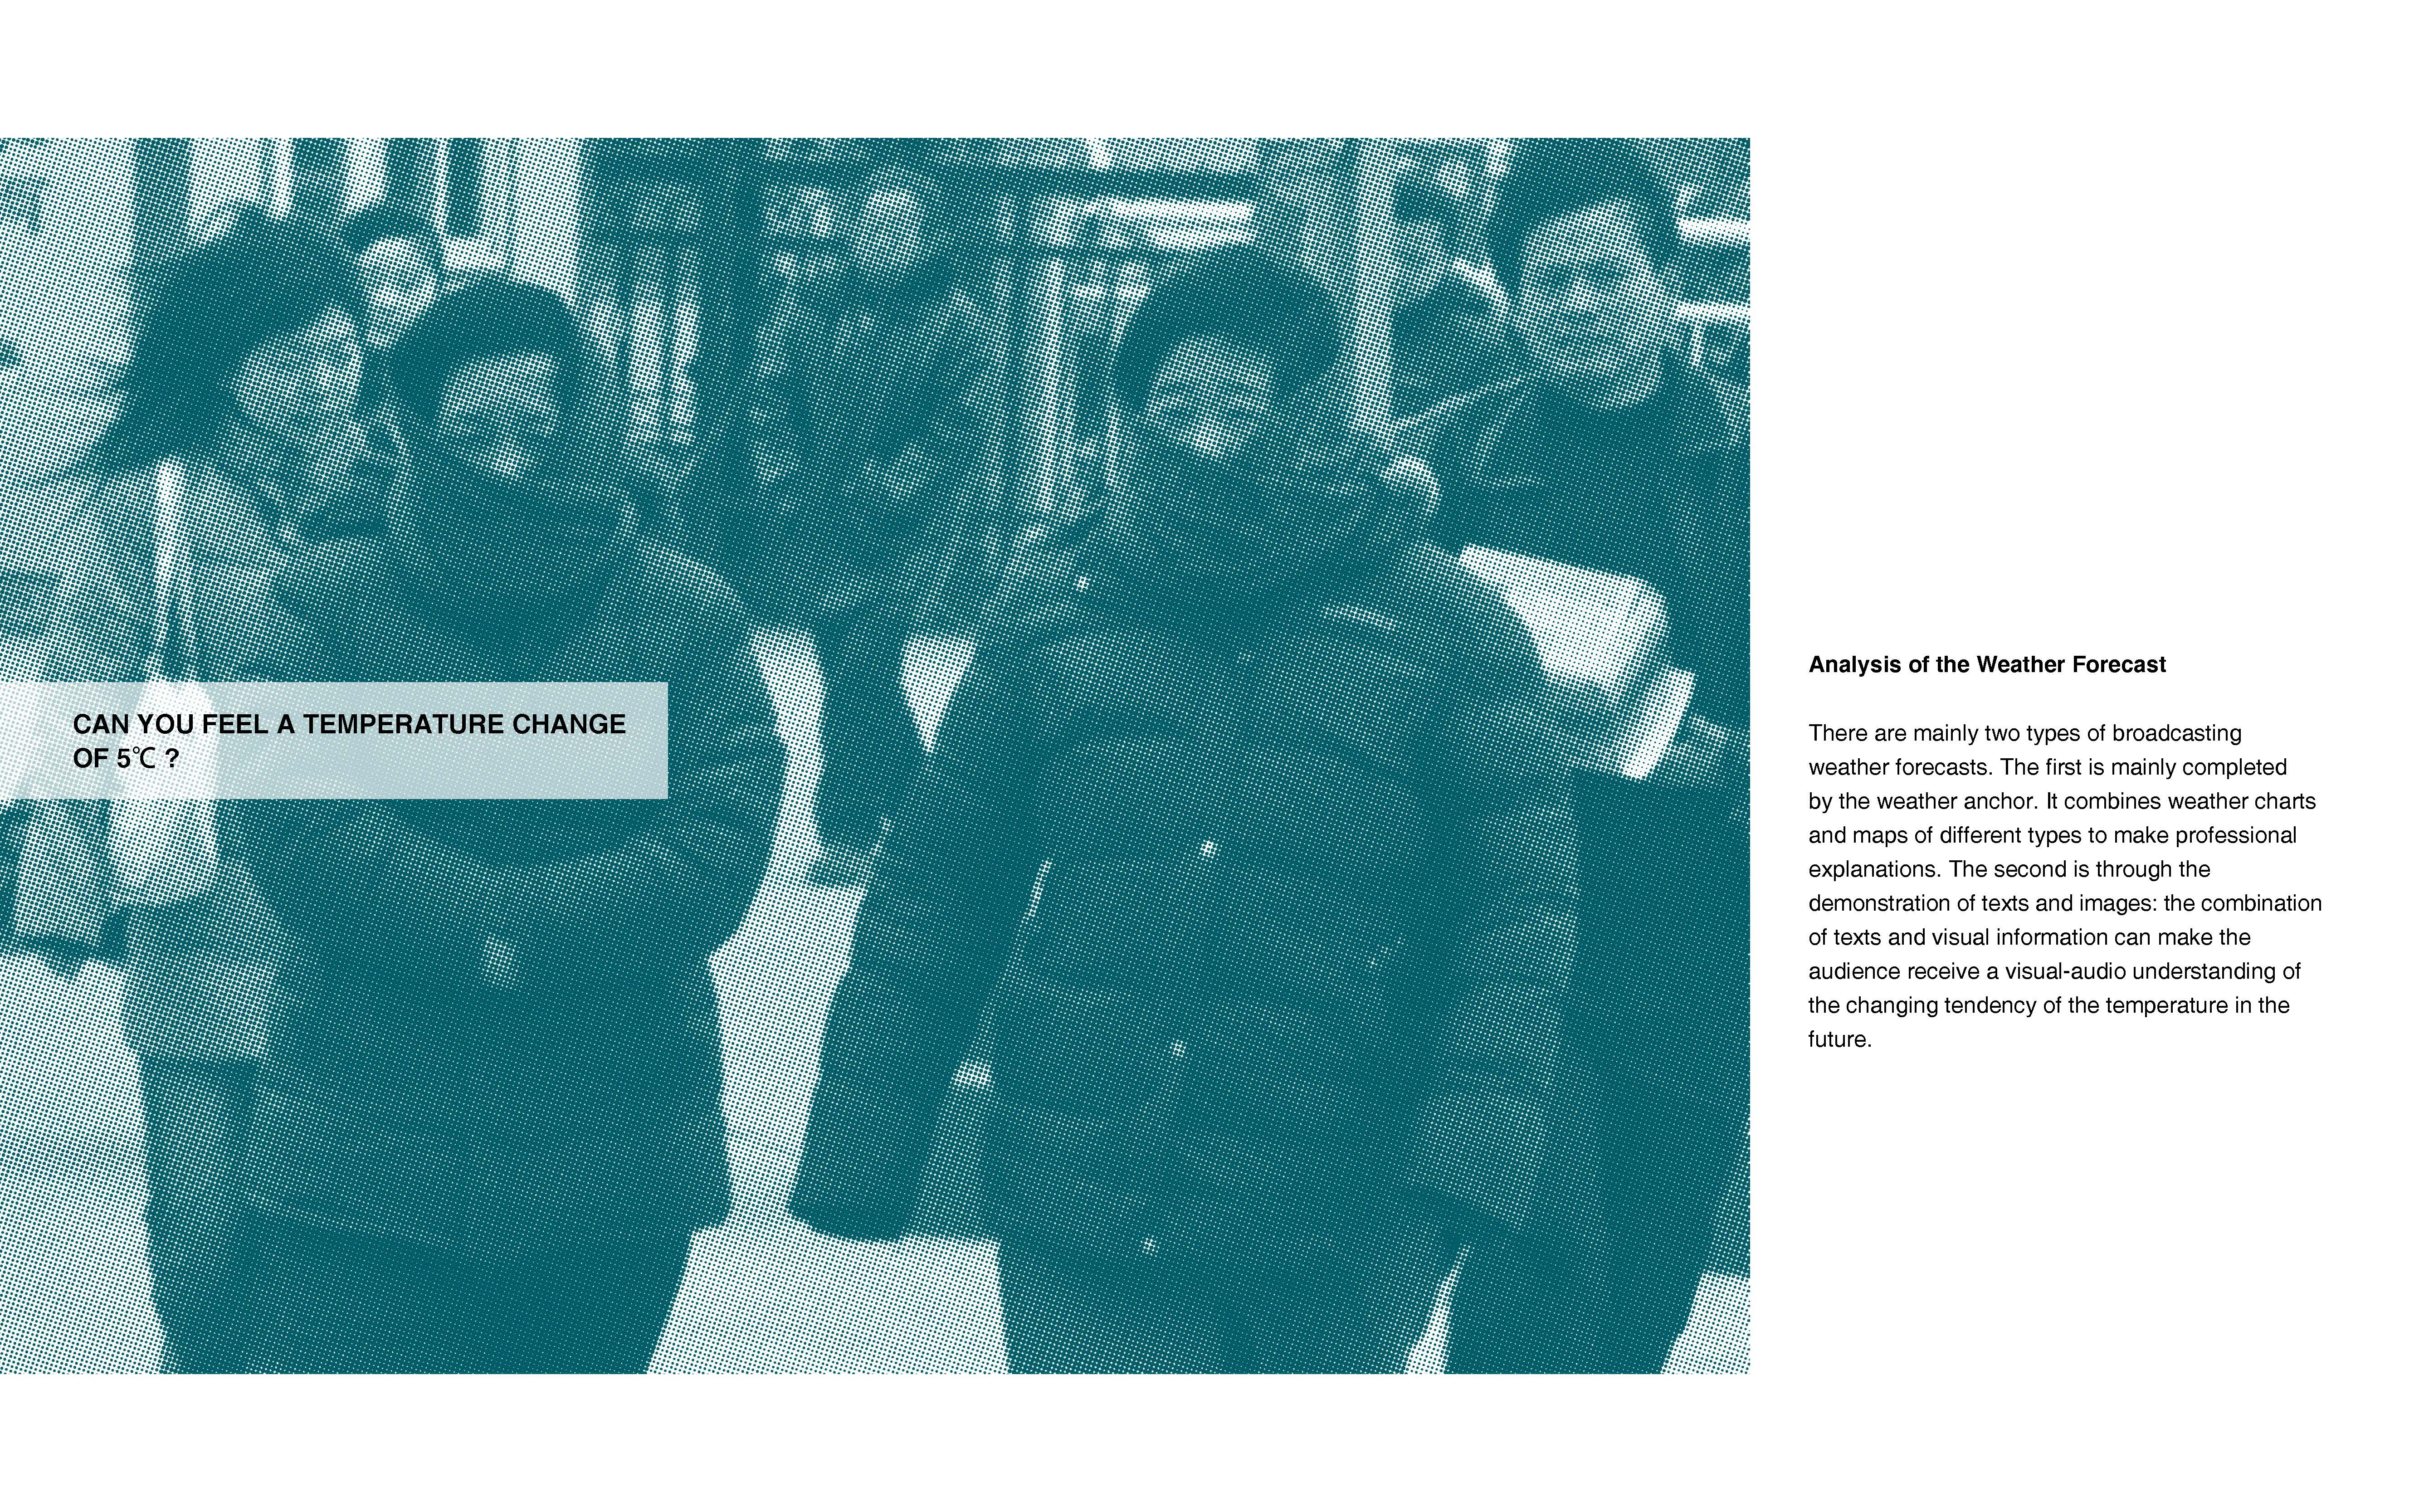 CAN YOU FEEL A TEMPERATURE CHANGE
OF 5℃ ?
Analysis of the Weather Forecast
There are mainly two types of broadcasting
weather forecasts. The first is mainly completed
by the weather anchor. It combines weather charts
and maps of different types to make professional
explanations. The second is through the
demonstration of texts and images: the combination
of texts and visual information can make the
audience receive a visual-audio understanding of
the changing tendency of the temperature in the
future.